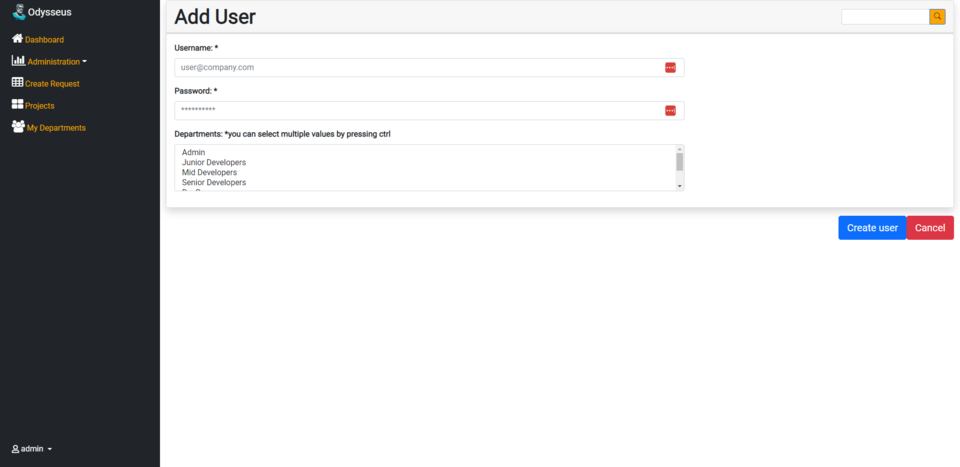 Odysseus
Add User
Dashboard
Administration
Create Request
Projects
My Departments
Username: *
user@company.com
Password: *
**********
Departments: *you can select multiple values by pressing ctrl
Admin
Junior Developers
Mid Developers
Senior Developers
Create user
Cancel
admin